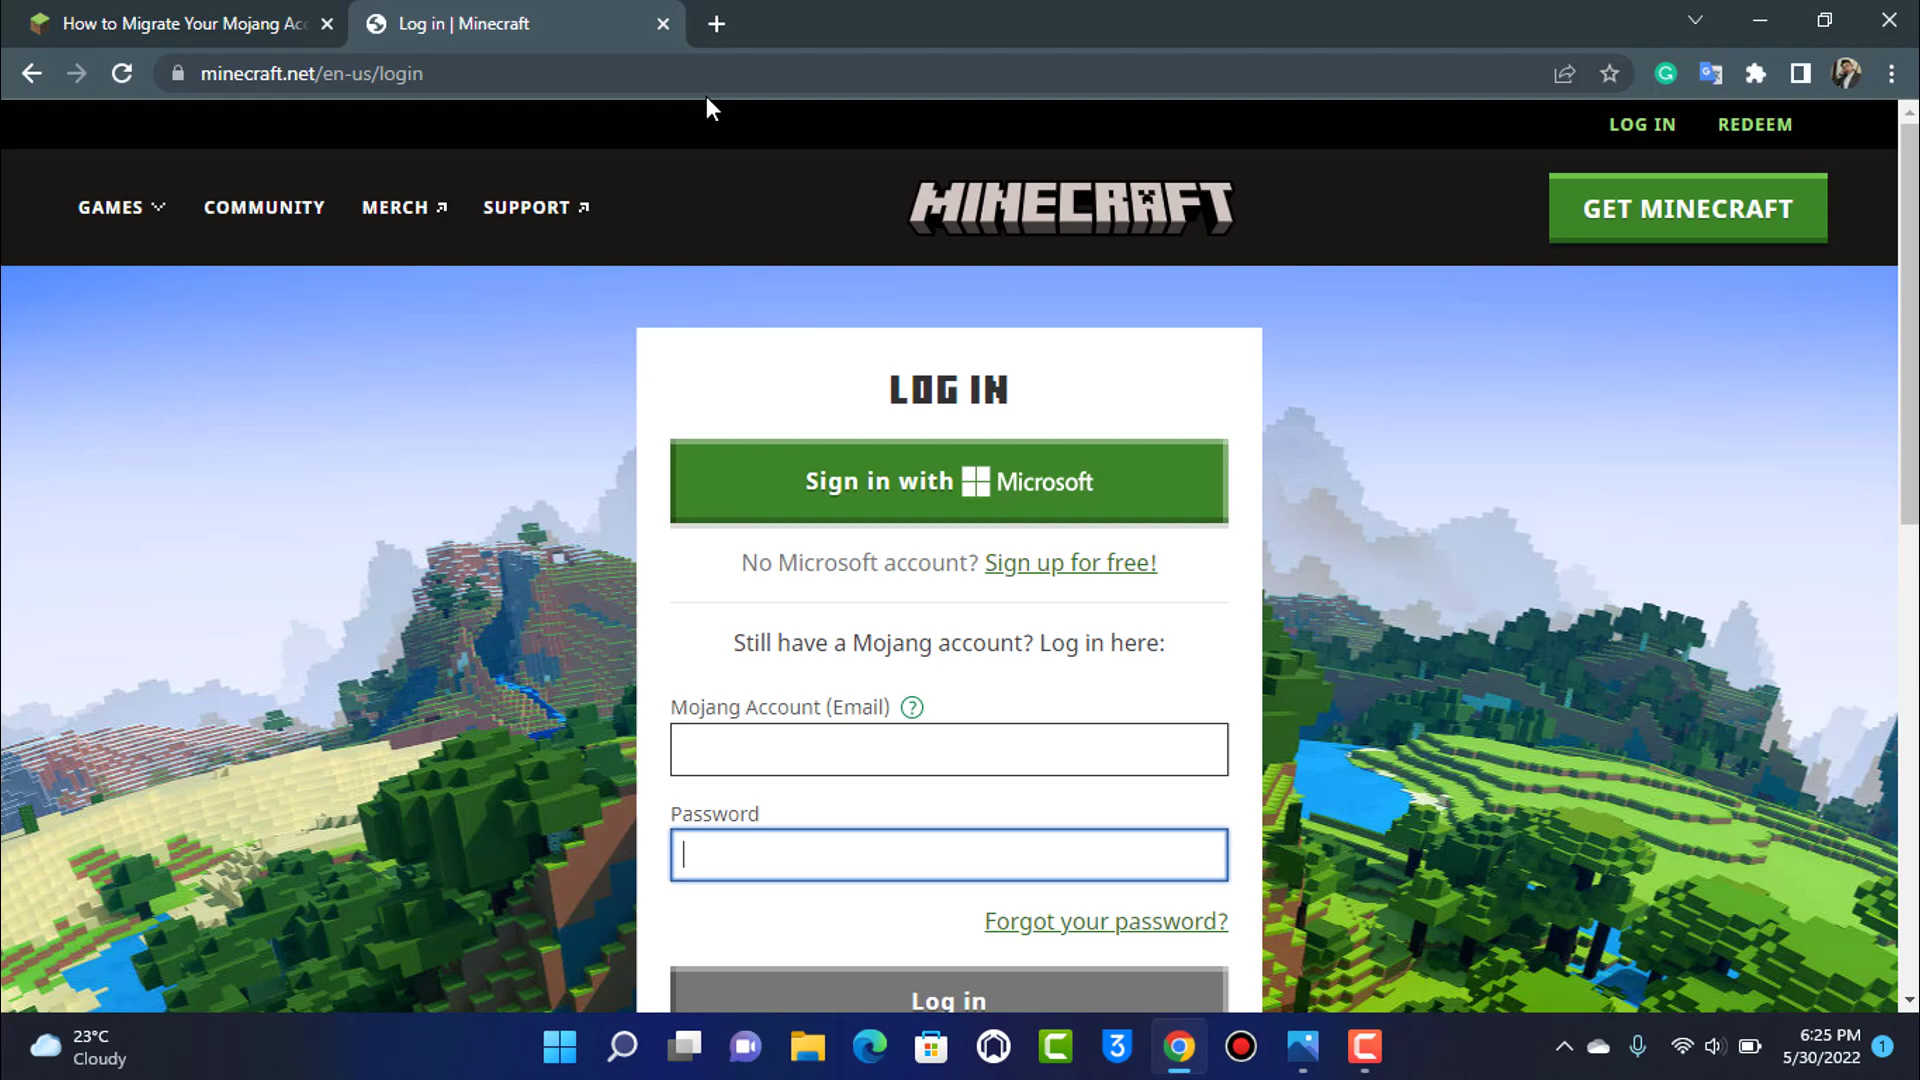 How to Migrate Your Mojang Acc
Log in | Minecraft
minecraft.net/en-us/login
LOG IN
REDEEM
GAMES
COMMUNITY
MERCH
SUPPORT
MINECRAFT
GET MINECRAFT
LOG IN
Sign in with Microsoft
No Microsoft account? Sign up for free!
Still have a Mojang account? Log in here:
Mojang Account (Email) ?
Password
Forgot your password?
Log in
23°C
Cloudy
6:25 PM
5/30/2022
1